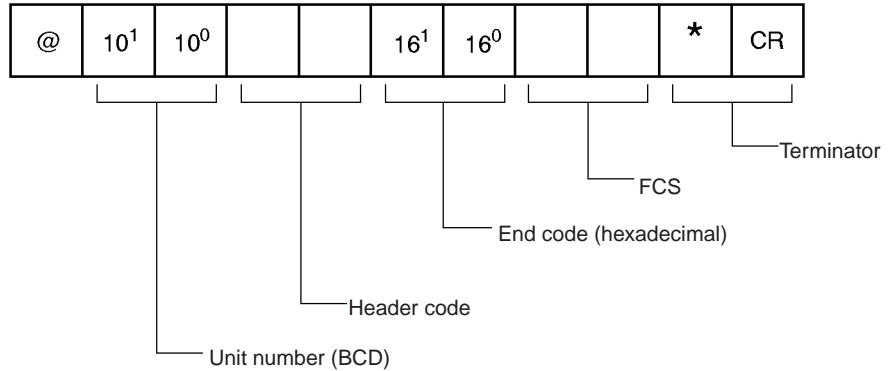 @ 10¹ 10⁰ 16¹ 16⁰ * CR
Terminator
FCS
End code (hexadecimal)
Header code
Unit number (BCD)